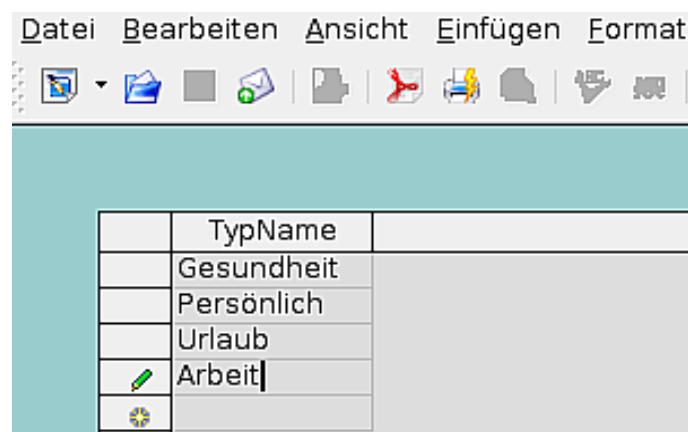 Datei Bearbeiten Ansicht Einfügen Format
TypName
Gesundheit
Persönlich
Urlaub
Arbeit